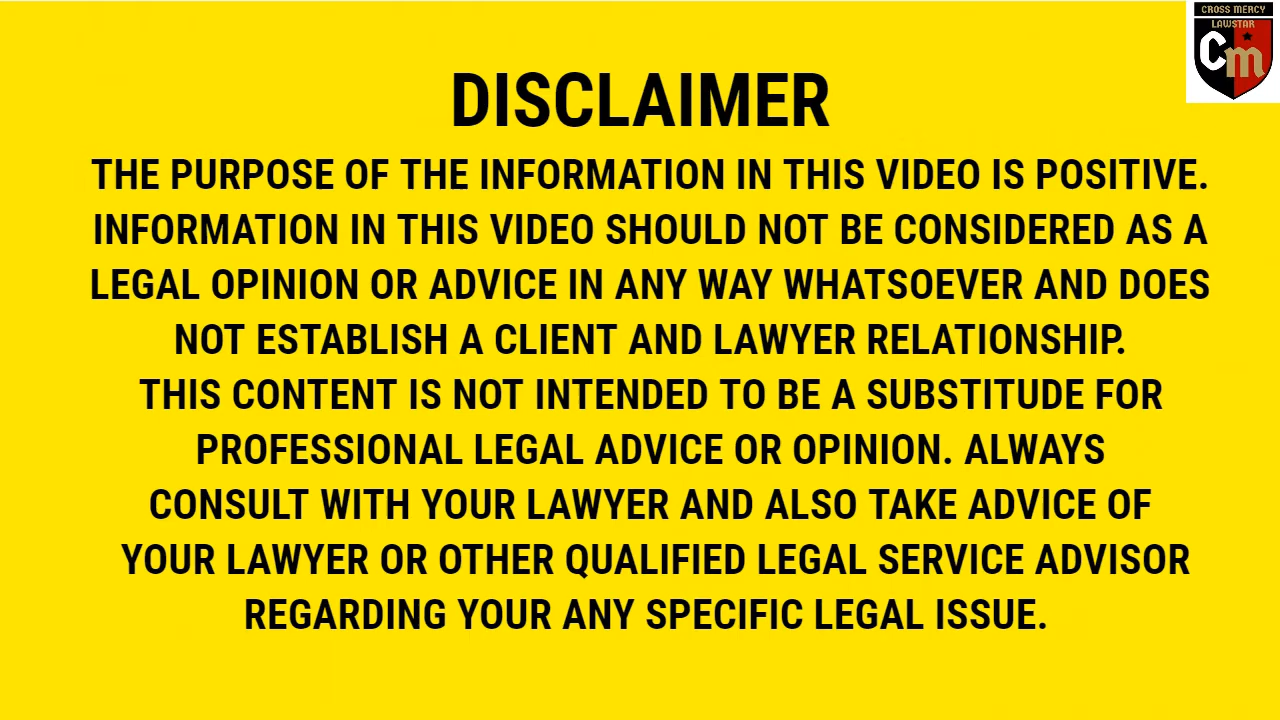 CROSS MERCY
LAWSTAR
Cm
DISCLAIMER
THE PURPOSE OF THE INFORMATION IN THIS VIDEO IS POSITIVE.
INFORMATION IN THIS VIDEO SHOULD NOT BE CONSIDERED AS A
LEGAL OPINION OR ADVICE IN ANY WAY WHATSOEVER AND DOES
NOT ESTABLISH A CLIENT AND LAWYER RELATIONSHIP.
THIS CONTENT IS NOT INTENDED TO BE A SUBSTITUDE FOR
PROFESSIONAL LEGAL ADVICE OR OPINION. ALWAYS
CONSULT WITH YOUR LAWYER AND ALSO TAKE ADVICE OF
YOUR LAWYER OR OTHER QUALIFIED LEGAL SERVICE ADVISOR
REGARDING YOUR ANY SPECIFIC LEGAL ISSUE.